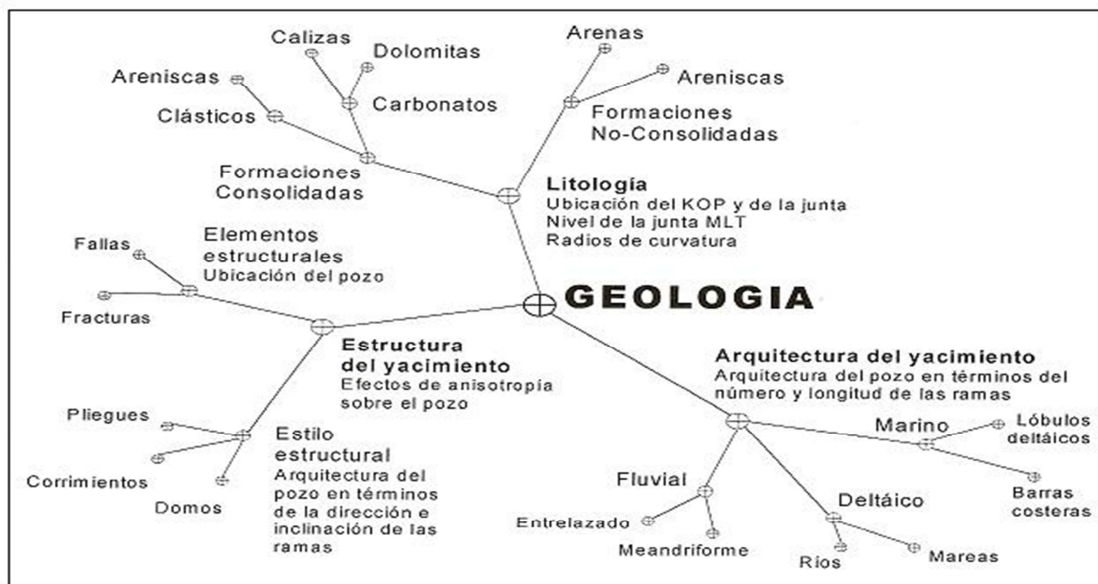 Calizas
Dolomitas
Areniscas
Carbonatos
Clásticos
Formaciones
Consolidadas
Arenas
Areniscas
Formaciones
No-Consolidadas
Litología
Ubicación del KOP y de la junta
Nivel de la junta MLT
Radios de curvatura
GEOLOGIA
Elementos
estructurales
Ubicación del pozo
Fallas
Fracturas
Estructura
del yacimiento
Efectos de anisotropía
sobre el pozo
Pliegues
Corrimientos
Domos
Estilo
estructural
Arquitectura del
pozo en términos
de la dirección e
inclinación de las
ramas
Arquitectura del yacimiento
Arquitectura del pozo en términos del
número y longitud de las ramas
Marino
Lóbulos
deltáicos
Barras
costeras
Fluvial
Entrelazado
Meandriforme
Deltáico
Ríos
Mareas